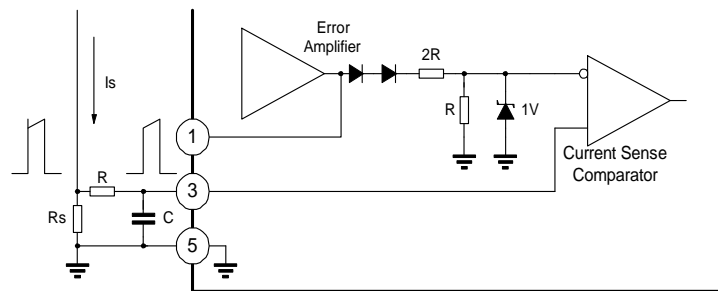 Error
Amplifier
2R
Is
R
1V
1
Current Sense
Comparator
R
3
Rs
C
5